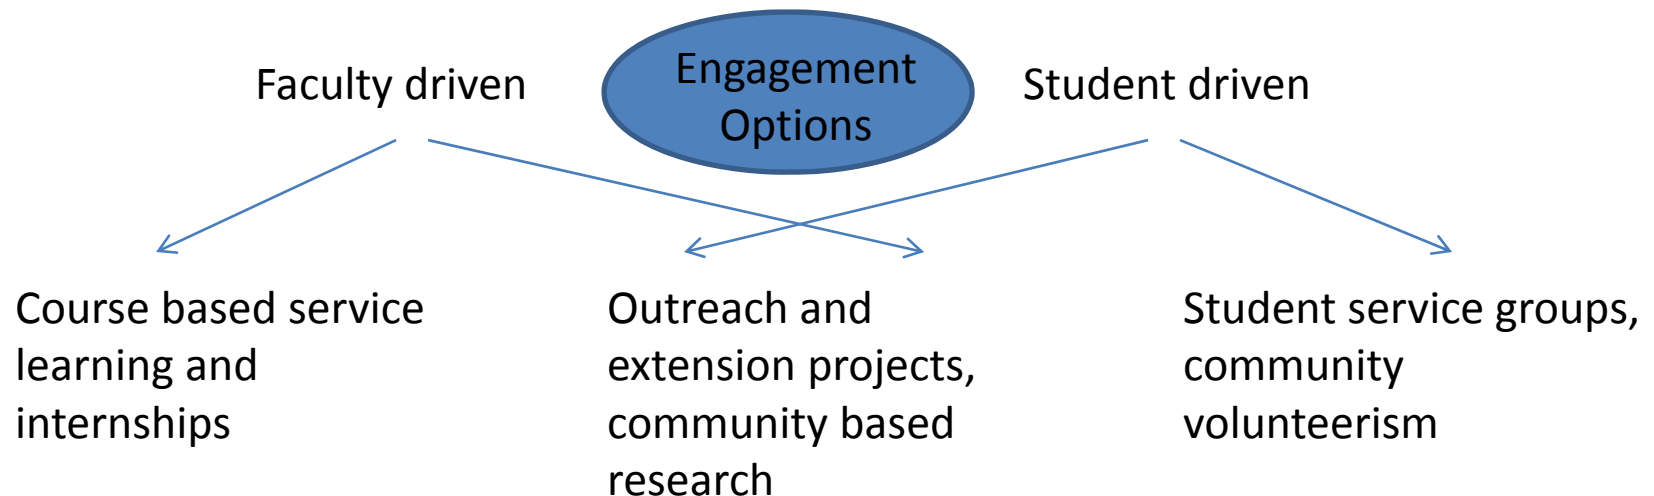 Faculty driven
Engagement
Options
Student driven
Course based service
learning and
internships
Outreach and
extension projects,
community based
research
Student service groups,
community
volunteerism